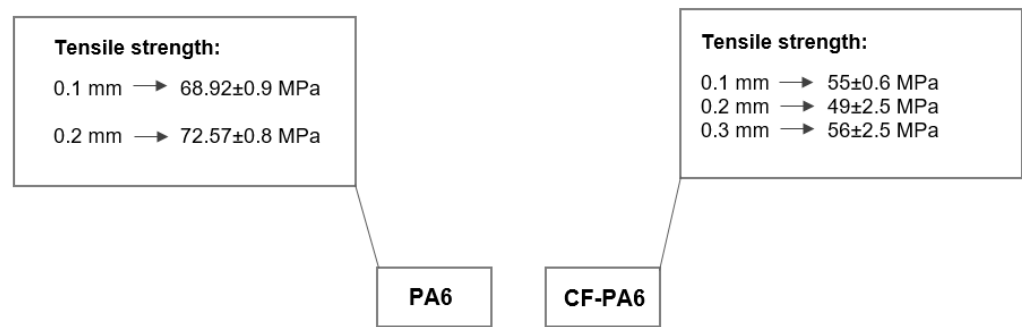 Tensile strength:
0.1 mm → 68.92±0.9 MPa
0.2 mm → 72.57±0.8 MPa
Tensile strength:
0.1 mm → 55±0.6 MPa
0.2 mm → 49±2.5 MPa
0.3 mm → 56±2.5 MPa
PA6
CF-PA6